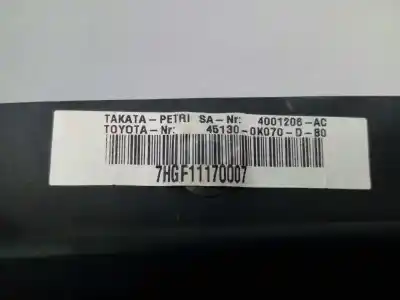 TAKATA-PETRI SA-Nr: 4001206-AC
TOYOTA-Nr: 45130-0K070-D-B0
7HGF11170007